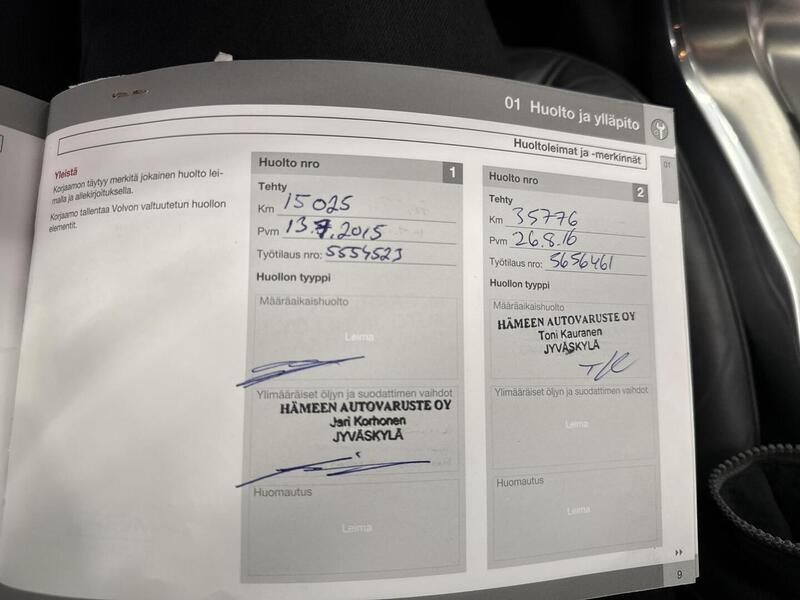 01 Huolto ja ylläpito
Huoltoleimat ja -merkinnät
01
Yleistä
Korjaamon täytyy merkitä jokainen huolto lei-
malla ja allekirjoituksella.
Korjaamo tallentaa Volvon valtuutetun huollon
elementit.
Huolto nro 1
Tehty
Km 15025
Pvm 13.7.2015
Työtilaus nro: 5554523
Huollon tyyppi
Määräaikaishuolto
Leima
Ylimääräiset öljyn ja suodattimen vaihdot
HÄMEEN AUTOVARUSTE OY
Jari Korhonen
JYVÄSKYLÄ
Huomautus
Leima
Huolto nro 2
Tehty
Km 35776
Pvm 26.8.16
Työtilaus nro: 5656461
Huollon tyyppi
Määräaikaishuolto
HÄMEEN AUTOVARUSTE OY
Toni Kauranen
JYVÄSKYLÄ
Ylimääräiset öljyn ja suodattimen vaihdot
Leima
Huomautus
Leima
9